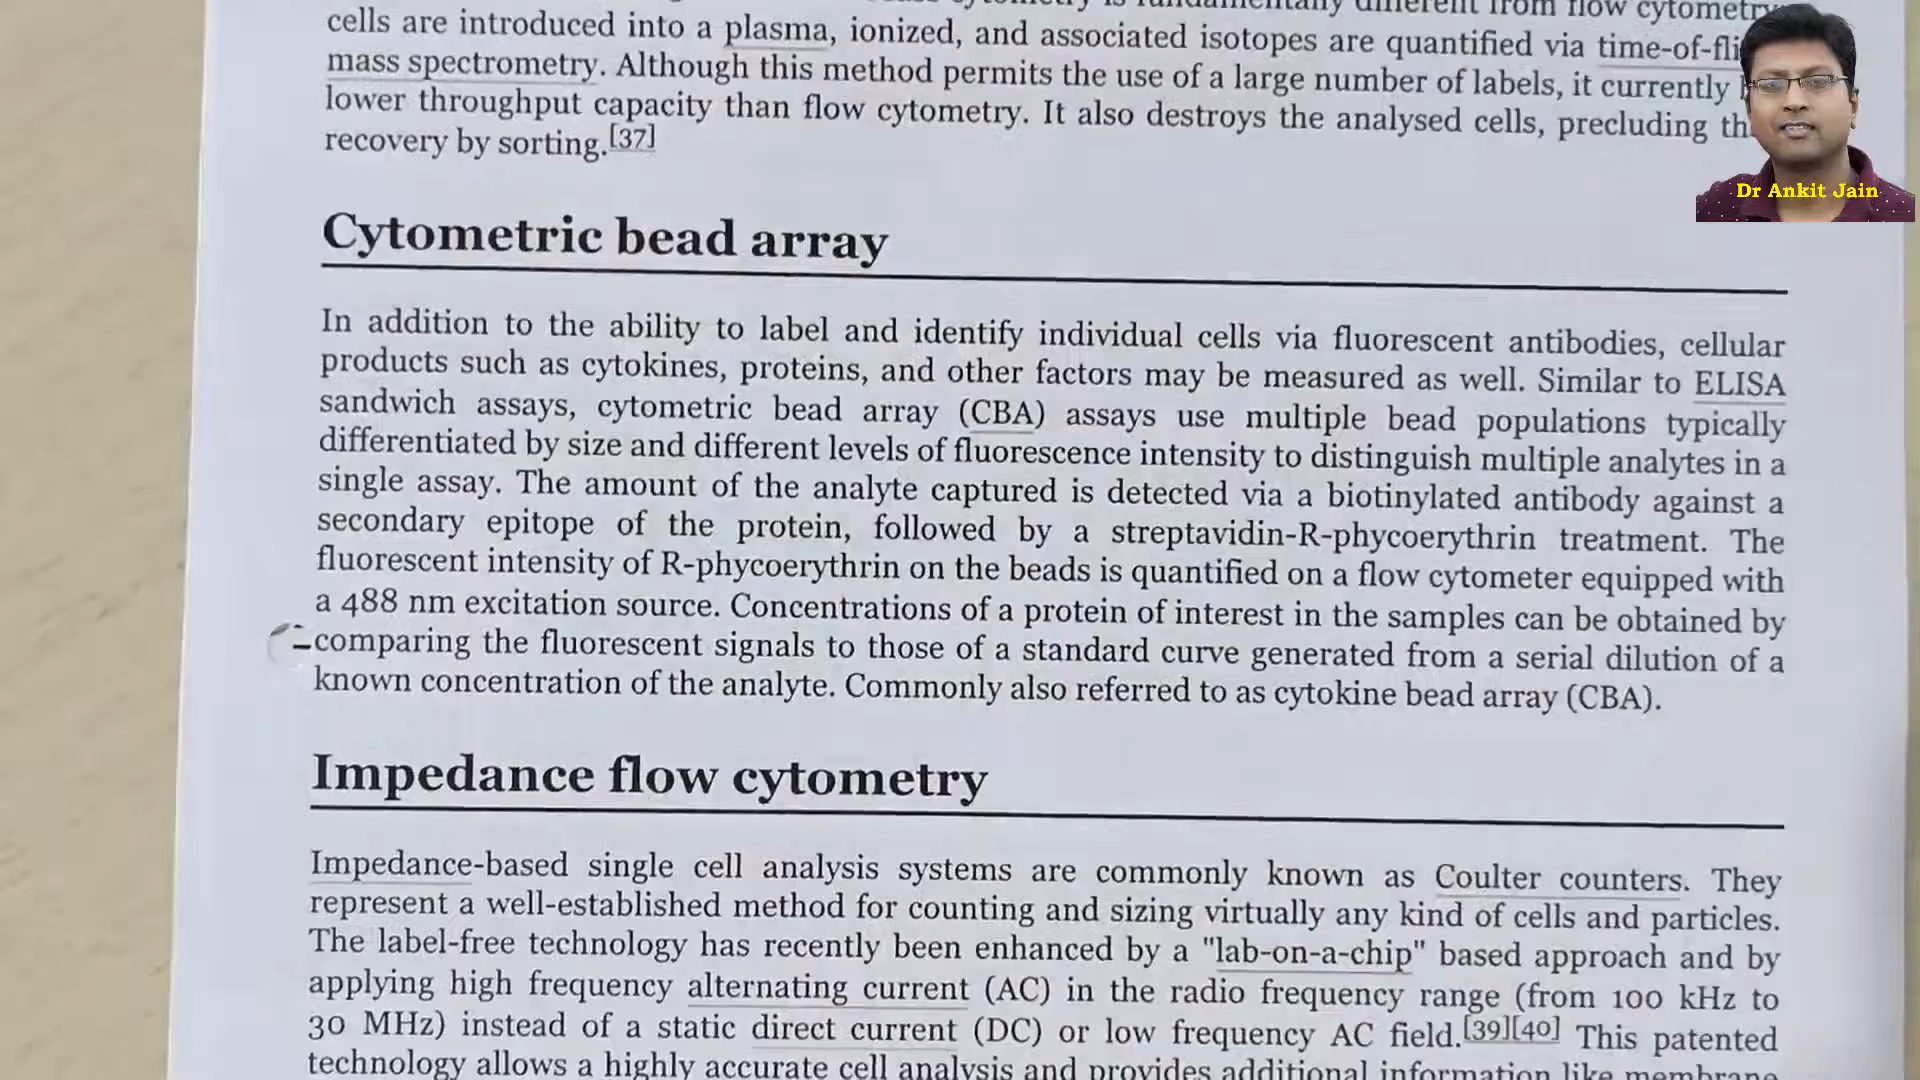 is fundamentally different from flow cytometry
cells are introduced into a plasma, ionized, and associated isotopes are quantified via time-of-fli
mass spectrometry. Although this method permits the use of a large number of labels, it currently
lower throughput capacity than flow cytometry. It also destroys the analysed cells, precluding th
recovery by sorting.[37]
Dr Ankit Jain
Cytometric bead array
In addition to the ability to label and identify individual cells via fluorescent antibodies, cellular
products such as cytokines, proteins, and other factors may be measured as well. Similar to ELISA
sandwich assays, cytometric bead array (CBA) assays use multiple bead populations typically
differentiated by size and different levels of fluorescence intensity to distinguish multiple analytes in a
single assay. The amount of the analyte captured is detected via a biotinylated antibody against a
secondary epitope of the protein, followed by a streptavidin-R-phycoerythrin treatment. The
fluorescent intensity of R-phycoerythrin on the beads is quantified on a flow cytometer equipped with
a 488 nm excitation source. Concentrations of a protein of interest in the samples can be obtained by
comparing the fluorescent signals to those of a standard curve generated from a serial dilution of a
known concentration of the analyte. Commonly also referred to as cytokine bead array (CBA).
Impedance flow cytometry
Impedance-based single cell analysis systems are commonly known as Coulter counters. They
represent a well-established method for counting and sizing virtually any kind of cells and particles.
The label-free technology has recently been enhanced by a "lab-on-a-chip" based approach and by
applying high frequency alternating current (AC) in the radio frequency range (from 100 kHz to
30 MHz) instead of a static direct current (DC) or low frequency AC field.[39][40] This patented
technology allows a highly accurate cell analysis and provides additional information like membrane